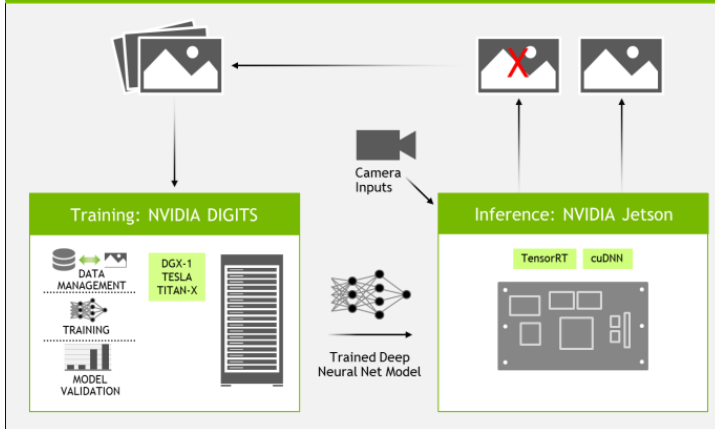 X
Camera
Inputs
Training: NVIDIA DIGITS
DATA
MANAGEMENT
TRAINING
MODEL
VALIDATION
DGX-1
TESLA
TITAN-X
Trained Deep
Neural Net Model
Inference: NVIDIA Jetson
TensorRT
cuDNN